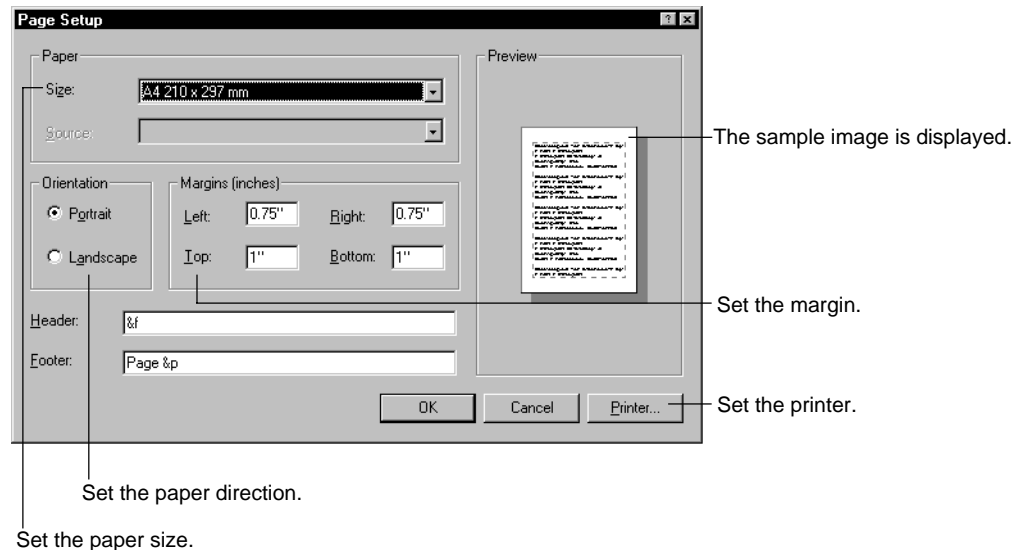 Page Setup
Paper
Size:
A4 210 x 297 mm
Source:
Preview
The sample image is displayed.
Orientation
Portrait
Landscape
Margins (inches)
Left:
0.75''
Right:
0.75''
Top:
1''
Bottom:
1''
Set the margin.
Header:
&f
Footer:
Page &p
OK
Cancel
Printer...
Set the printer.
Set the paper direction.
Set the paper size.